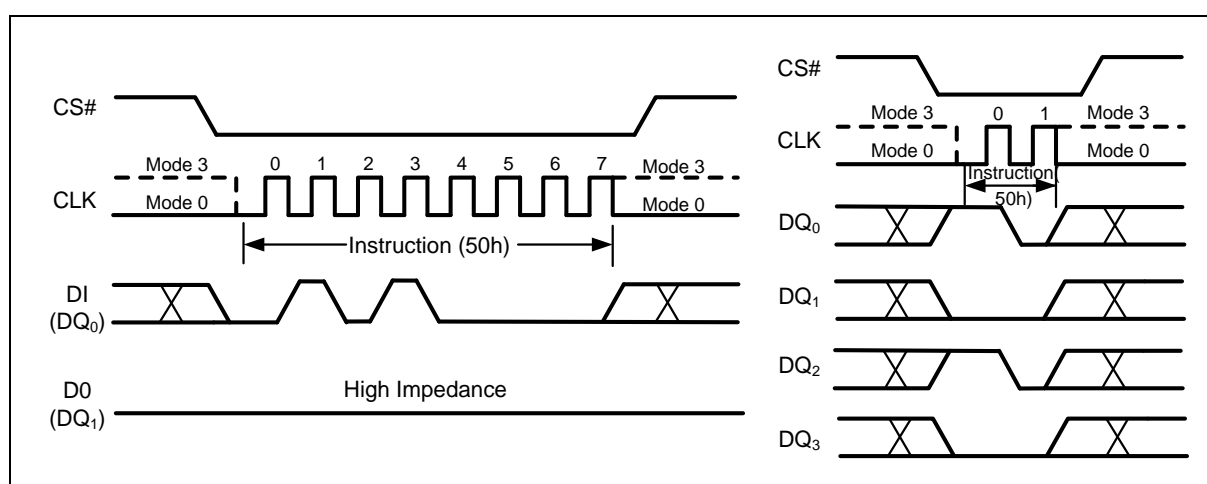 CS#
Mode 3 0 1 2 3 4 5 6 7 Mode 3
CLK
Mode 0 Mode 0
Instruction (50h)
DI
(DQ0)
D0
(DQ1)
High Impedance
CS#
Mode 3 0 1 Mode 3
CLK
Mode 0 Mode 0
Instruction(
50h)
DQ0
DQ1
DQ2
DQ3